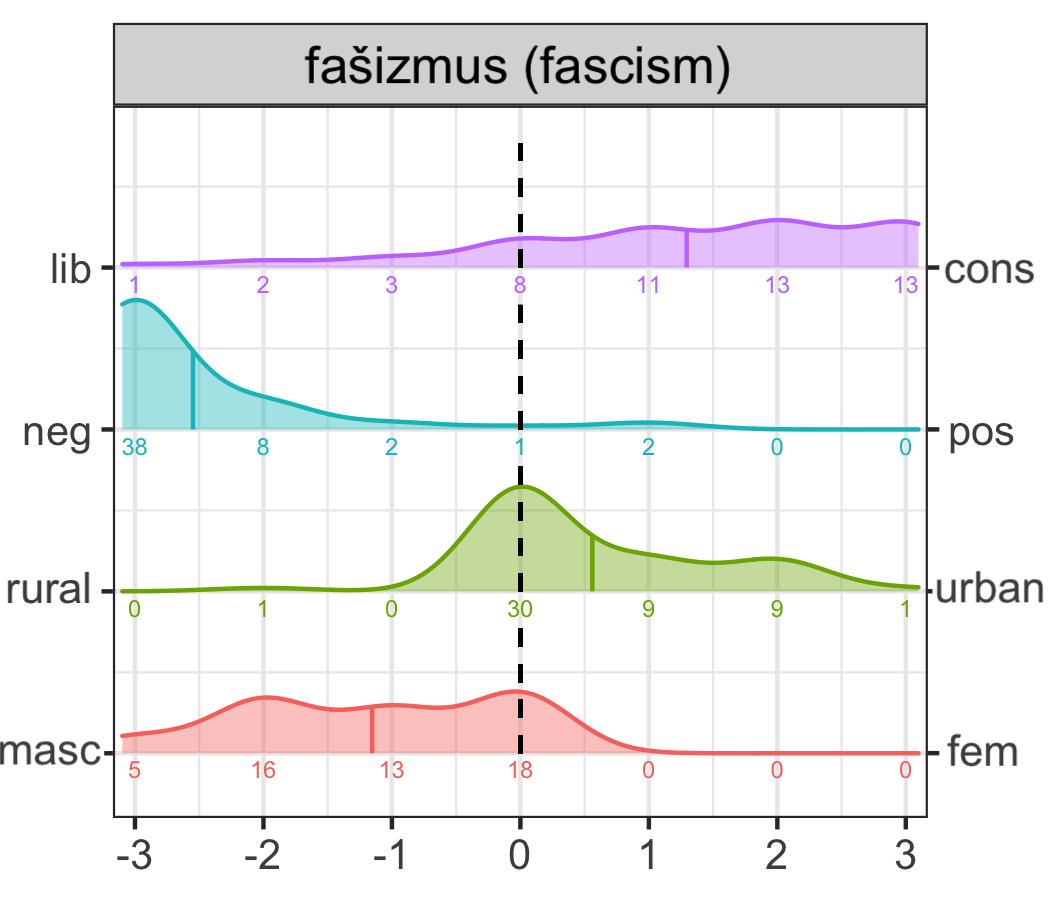 fašizmus (fascism)
lib cons
1 2 3 8 11 13 13
neg pos
38 8 2 1 2 0 0
rural urban
0 1 0 30 9 9 1
masc fem
5 16 13 18 0 0 0
-3 -2 -1 0 1 2 3